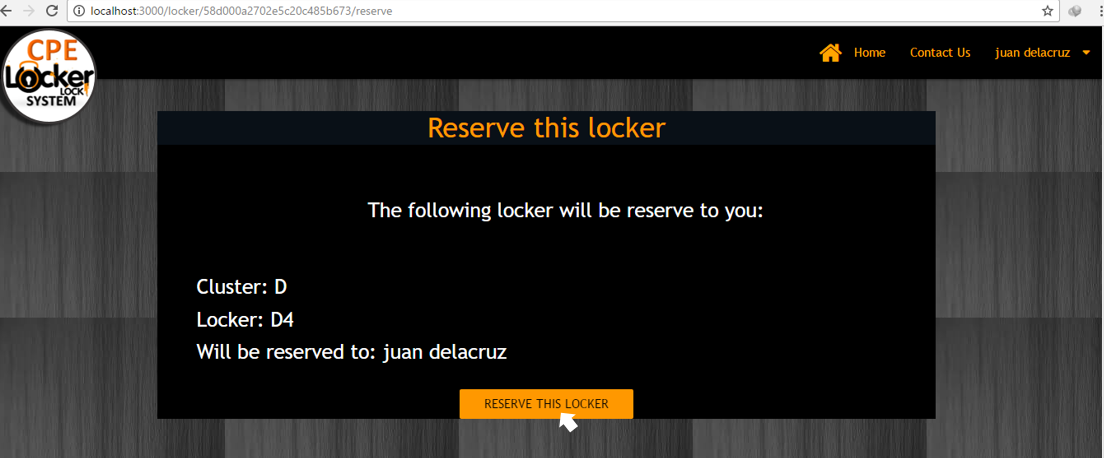 localhost:3000/locker/58d000a2702e5c20c485b673/reserve
CPE
Locker
LOCK
SYSTEM
Home
Contact Us
juan delacruz
Reserve this locker
The following locker will be reserve to you:
Cluster: D
Locker: D4
Will be reserved to: juan delacruz
RESERVE THIS LOCKER